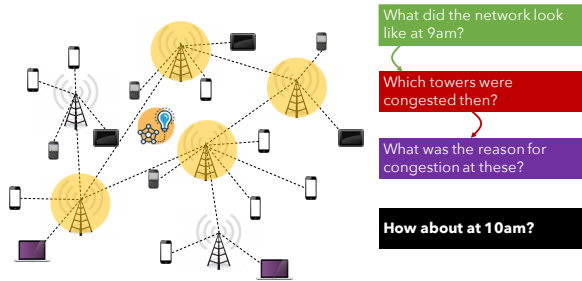 What did the network look
like at 9am?
Which towers were
congested then?
What was the reason for
congestion at these?
How about at 10am?